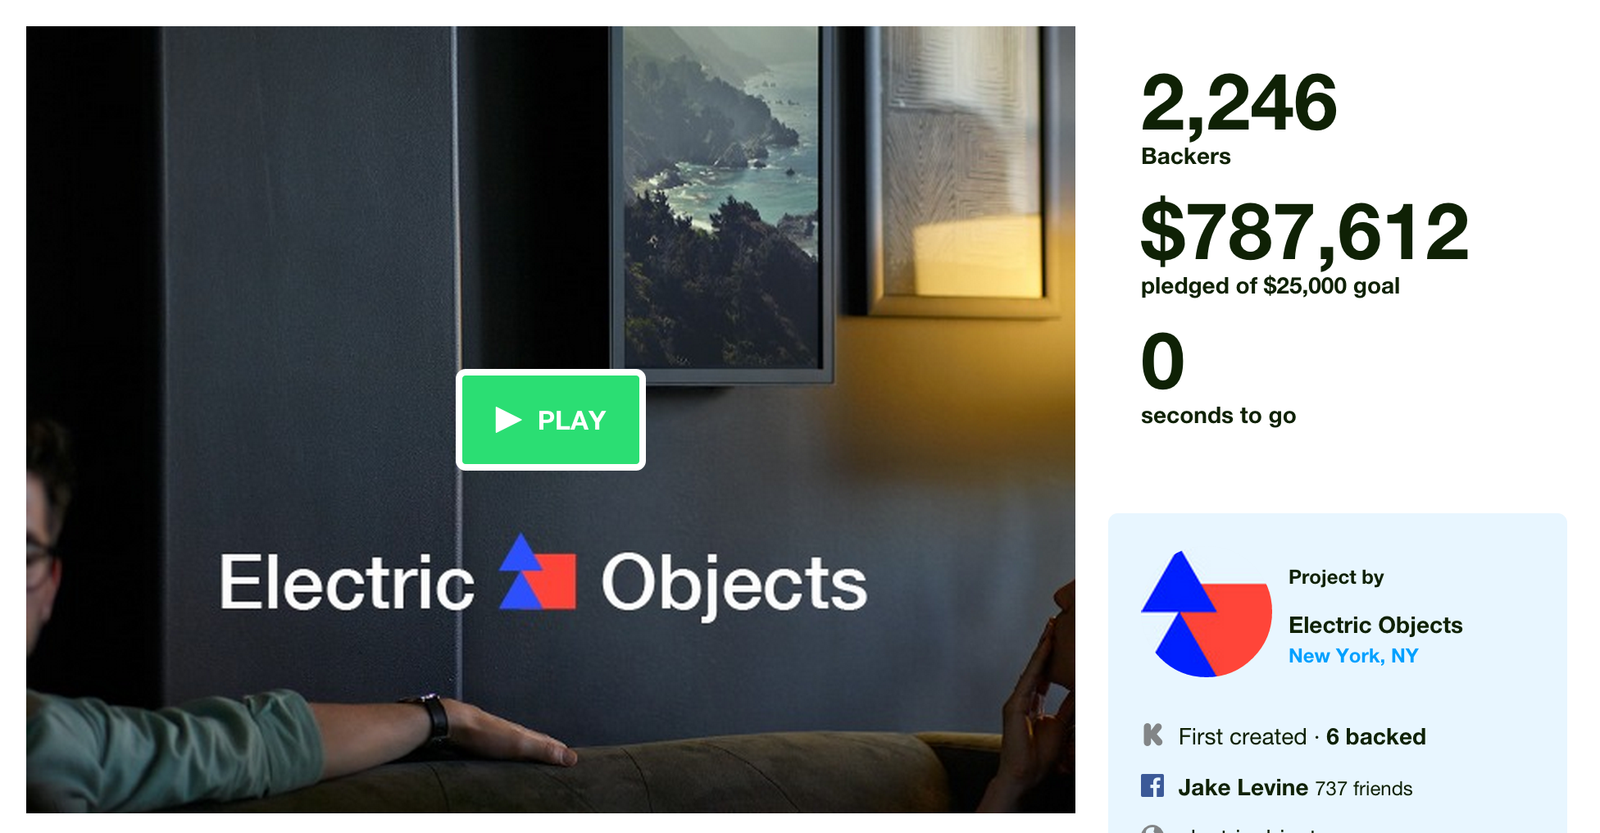 2,246
Backers
$787,612
pledged of $25,000 goal
0
seconds to go
PLAY
Electric Objects
Project by
Electric Objects
New York, NY
First created · 6 backed
Jake Levine 737 friends